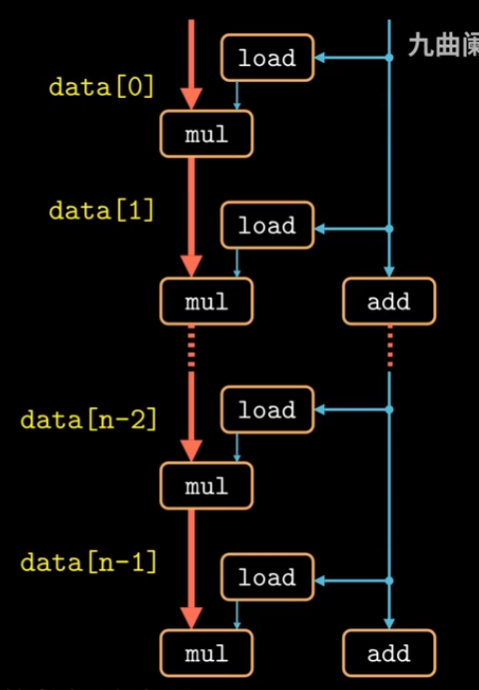 九曲阑
load
data[0]
mul
data[1]
load
mul add
load
data[n-2]
mul
data[n-1]
load
mul add